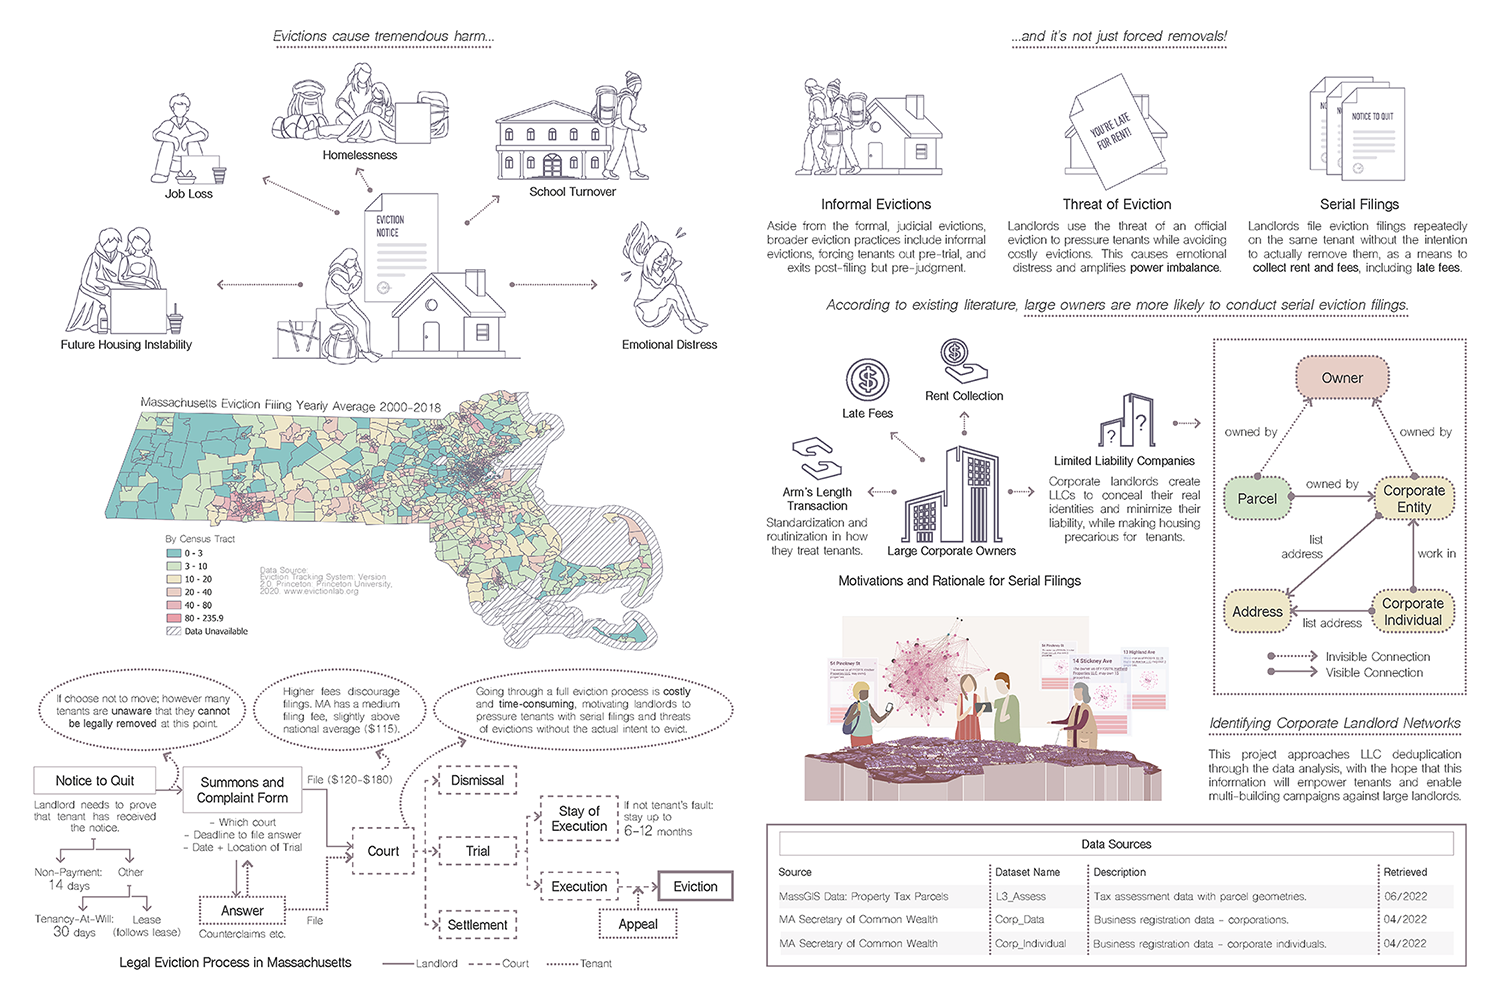 Evictions cause tremendous harm...
Homelessness
Job Loss
School Turnover
EVICTION
NOTICE
Future Housing Instability
Emotional Distress
Massachusetts Eviction Filing Yearly Average 2000-2018
By Census Tract
0 - 3
3 - 10
10 - 20
20 - 40
40 - 80
80 - 235.9
Data Unavailable
Data Source:
Eviction Tracking System: Version
2.0. Princeton: Princeton University,
2020. www.evictionlab.org
If choose not to move; however many
tenants are unaware that they cannot
be legally removed at this point.
Higher fees discourage
filings. MA has a medium
filing fee, slightly above
national average ($115).
Going through a full eviction process is costly
and time-consuming, motivating landlords to
pressure tenants with serial filings and threats
of evictions without the actual intent to evict.
Notice to Quit
Landlord needs to prove
that tenant has received
the notice.
Non-Payment:
14 days
Other
Tenancy-At-Will:
30 days
Lease
(follows lease)
Summons and
Complaint Form
- Which court
- Deadline to file answer
- Date + Location of Trial
File ($120-$180)
Answer
Counterclaims etc.
File
Court
Dismissal
Trial
Settlement
Stay of
Execution
If not tenant's fault:
stay up to
6-12 months
Execution
Eviction
Appeal
Legal Eviction Process in Massachusetts
Landlord
Court
Tenant
...and it's not just forced removals!
YOU'RE LATE
FOR RENT!
N
NO
NOTICE TO QUIT
Informal Evictions
Aside from the formal, judicial evictions,
broader eviction practices include informal
evictions, forcing tenants out pre-trial, and
exits post-filing but pre-judgment.
Threat of Eviction
Landlords use the threat of an official
eviction to pressure tenants while avoiding
costly evictions. This causes emotional
distress and amplifies power imbalance.
Serial Filings
Landlords file eviction filings repeatedly
on the same tenant without the intention
to actually remove them, as a means to
collect rent and fees, including late fees.
According to existing literature, large owners are more likely to conduct serial eviction filings.
Late Fees
Rent Collection
Arm's Length
Transaction
Standardization and
routinization in how
they treat tenants.
Large Corporate Owners
? ?
Limited Liability Companies
Corporate landlords create
LLCs to conceal their real
identities and minimize their
liability, while making housing
precarious for tenants.
Motivations and Rationale for Serial Filings
54 Pinckney St
14 Stickney Ave
13 Highland Ave
Owner
owned by
owned by
Parcel
owned by
Corporate
Entity
list
address
work in
Address
list address
Corporate
Individual
Invisible Connection
Visible Connection
Identifying Corporate Landlord Networks
This project approaches LLC deduplication
through the data analysis, with the hope that this
information will empower tenants and enable
multi-building campaigns against large landlords.
Data Sources
Source Dataset Name Description Retrieved
MassGIS Data: Property Tax Parcels L3_Assess Tax assessment data with parcel geometries. 06/2022
MA Secretary of Common Wealth Corp_Data Business registration data - corporations. 04/2022
MA Secretary of Common Wealth Corp_Individual Business registration data - corporate individuals. 04/2022